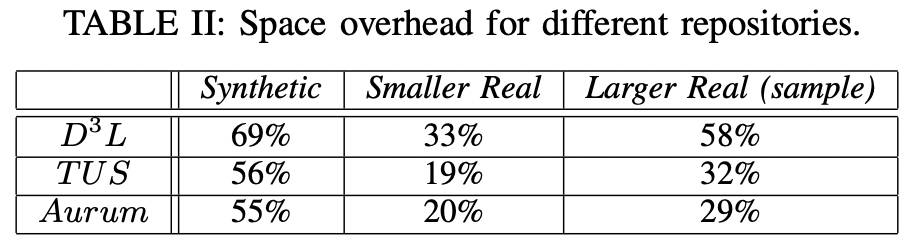 TABLE II: Space overhead for different repositories.
Synthetic Smaller Real Larger Real (sample)
D³L 69% 33% 58%
TUS 56% 19% 32%
Aurum 55% 20% 29%